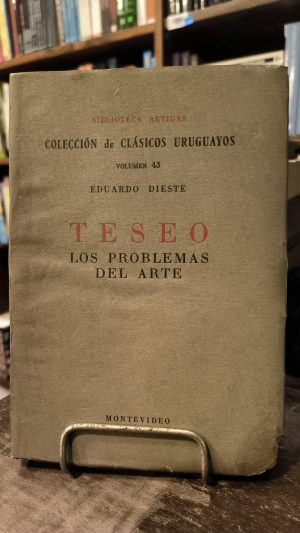 BIBLIOTECA ARTIGAS
COLECCIÓN de CLÁSICOS URUGUAYOS
VOLUMEN 43
EDUARDO DIESTE
TESEO
LOS PROBLEMAS
DEL ARTE
MONTEVIDEO